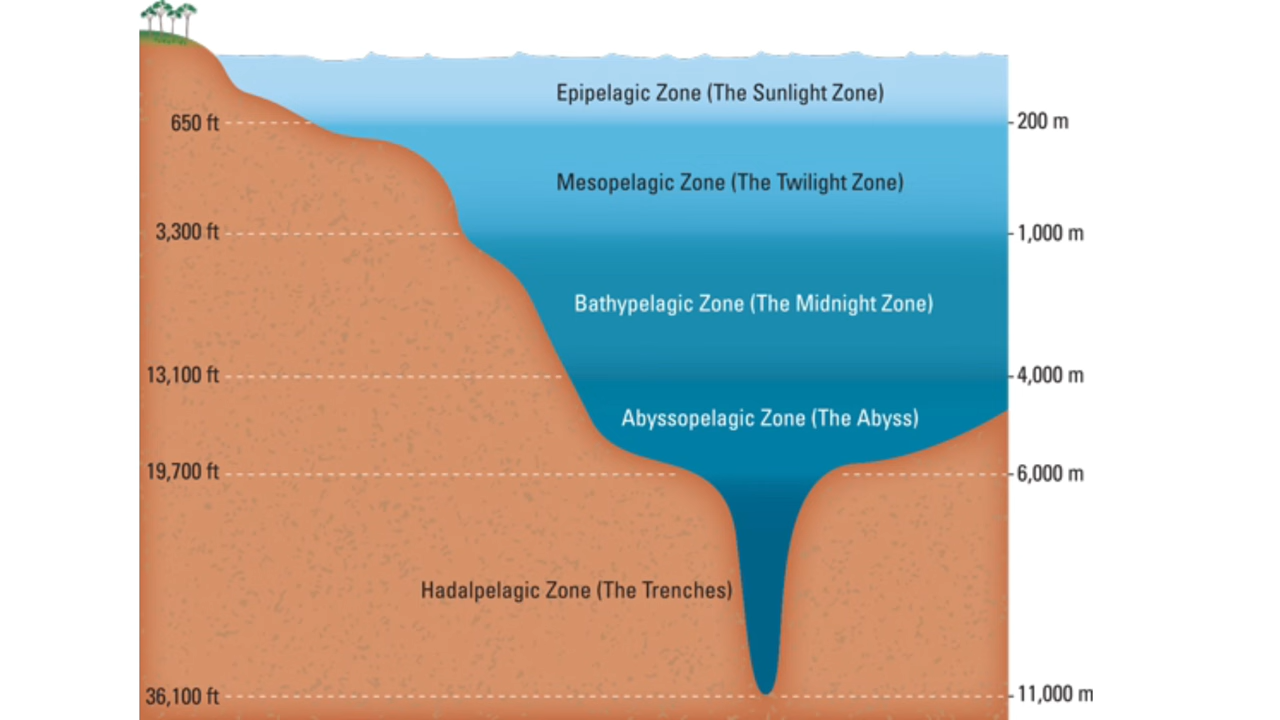 Epipelagic Zone (The Sunlight Zone)
650 ft
200 m
Mesopelagic Zone (The Twilight Zone)
3,300 ft
1,000 m
Bathypelagic Zone (The Midnight Zone)
13,100 ft
4,000 m
Abyssopelagic Zone (The Abyss)
19,700 ft
6,000 m
Hadalpelagic Zone (The Trenches)
36,100 ft
11,000 m